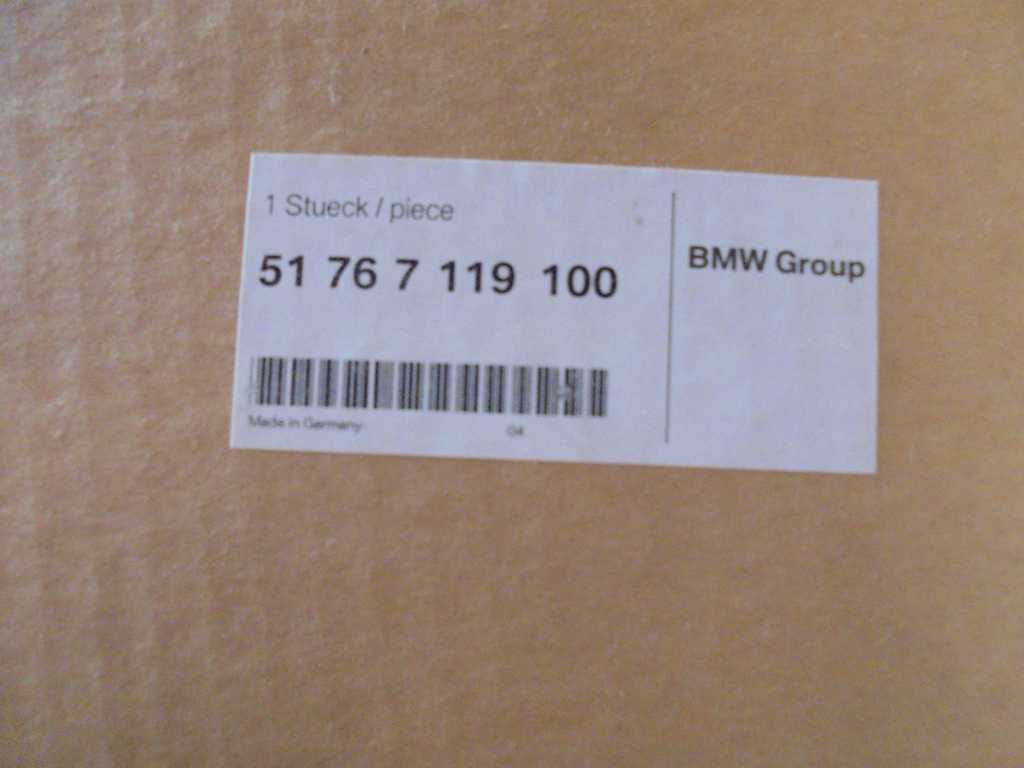 1 Stueck / piece
51 76 7 119 100
BMW Group
Made in Germany
04